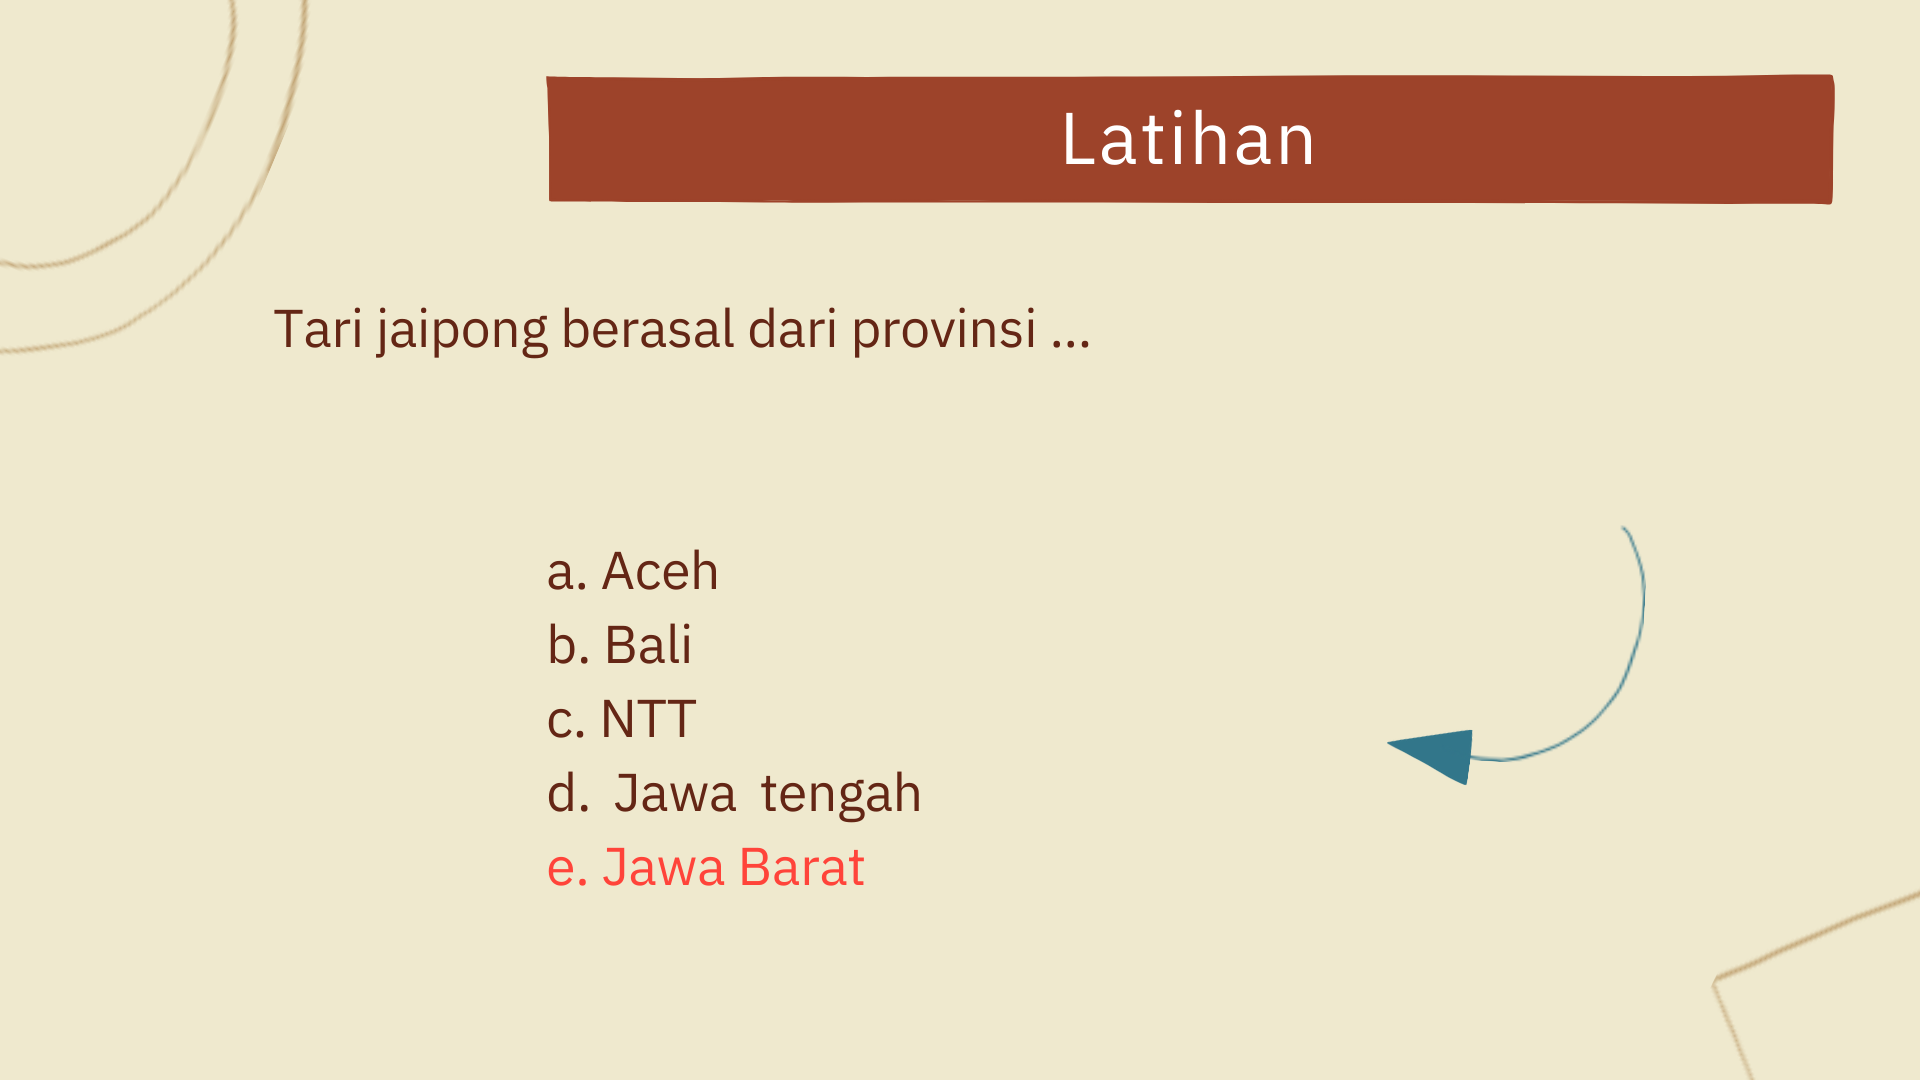 Latihan
Tari jaipong berasal dari provinsi ...
a. Aceh
b. Bali
c. NTT
d. Jawa tengah
e. Jawa Barat